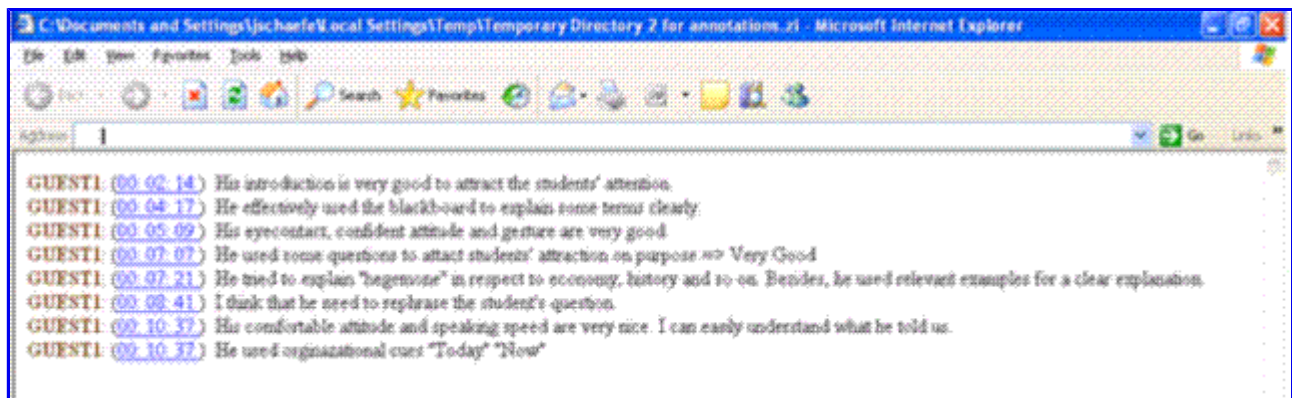 C:\Documents and Settings\jschaefe\Local Settings\Temp\Temporary Directory 2 for annotations.zi - Microsoft Internet Explorer
File Edit View Favorites Tools Help
Back Search Favorites
Address Go Links »
GUEST1: (00: 02: 14:) His introduction is very good to attract the students' attention.
GUEST1: (00: 04: 17:) He effectively used the blackboard to explain some terms clearly.
GUEST1: (00: 05: 09:) His eyecontact, confident attitude and gesture are very good.
GUEST1: (00: 07: 07:) He used some questions to attact students' attraction on purpose => Very Good
GUEST1: (00: 07: 21:) He tried to explain "hegemone" in respect to economy, history and so on. Besides, he used relevant examples for a clear explanation.
GUEST1: (00: 08: 41:) I think that he need to rephrase the student's question.
GUEST1: (00: 10: 37:) His comfortable attitude and speaking speed are very nice. I can easily understand what he told us.
GUEST1: (00: 10: 37:) He used orginazational cues "Today" "Now"